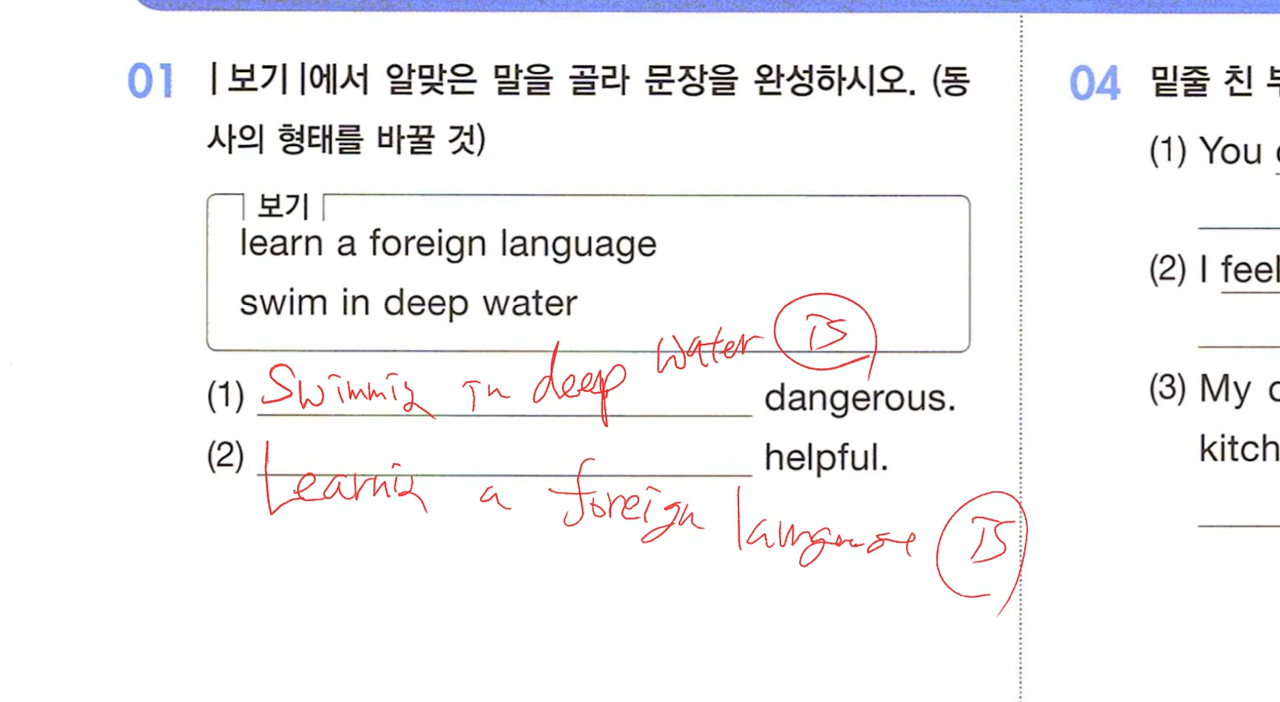 01 |보기|에서 알맞은 말을 골라 문장을 완성하시오. (동
사의 형태를 바꿀 것)
보기
learn a foreign language
swim in deep water
(1) Swimming in deep water is dangerous.
(2) Learning a foreign language is helpful.
04 밑줄 친
(1) You
(2) I feel
(3) My
kitch